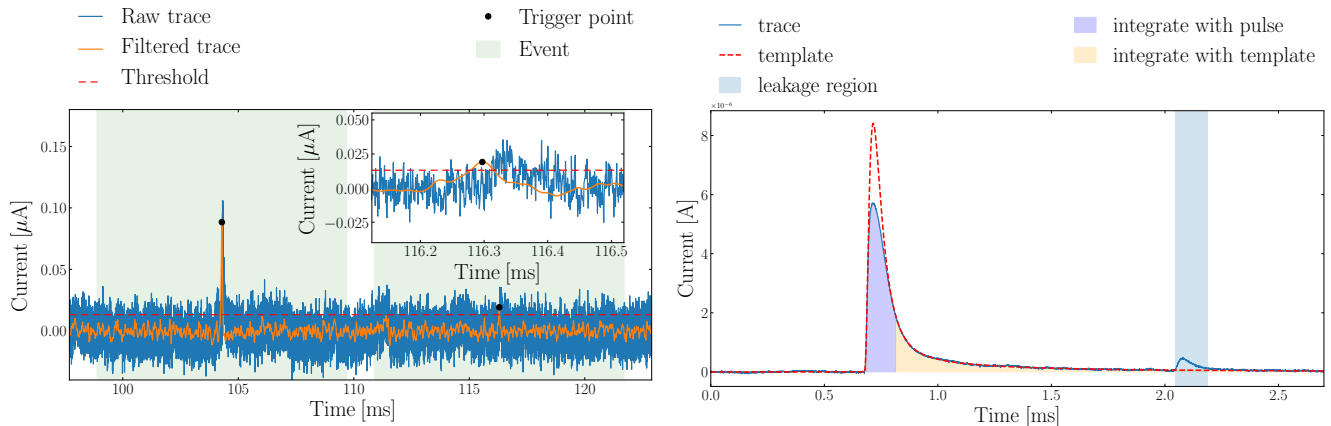 Raw trace
Filtered trace
Threshold
Trigger point
Event
Current [μA]
0.15
0.10
0.05
0.00
100
105
110
115
120
Time [ms]
Current [μA]
0.050
0.025
0.000
−0.025
116.2
116.3
116.4
116.5
Time [ms]
trace
template
leakage region
integrate with pulse
integrate with template
×10⁻⁶
Current [A]
8
6
4
2
0
0.0
0.5
1.0
1.5
2.0
2.5
Time [ms]